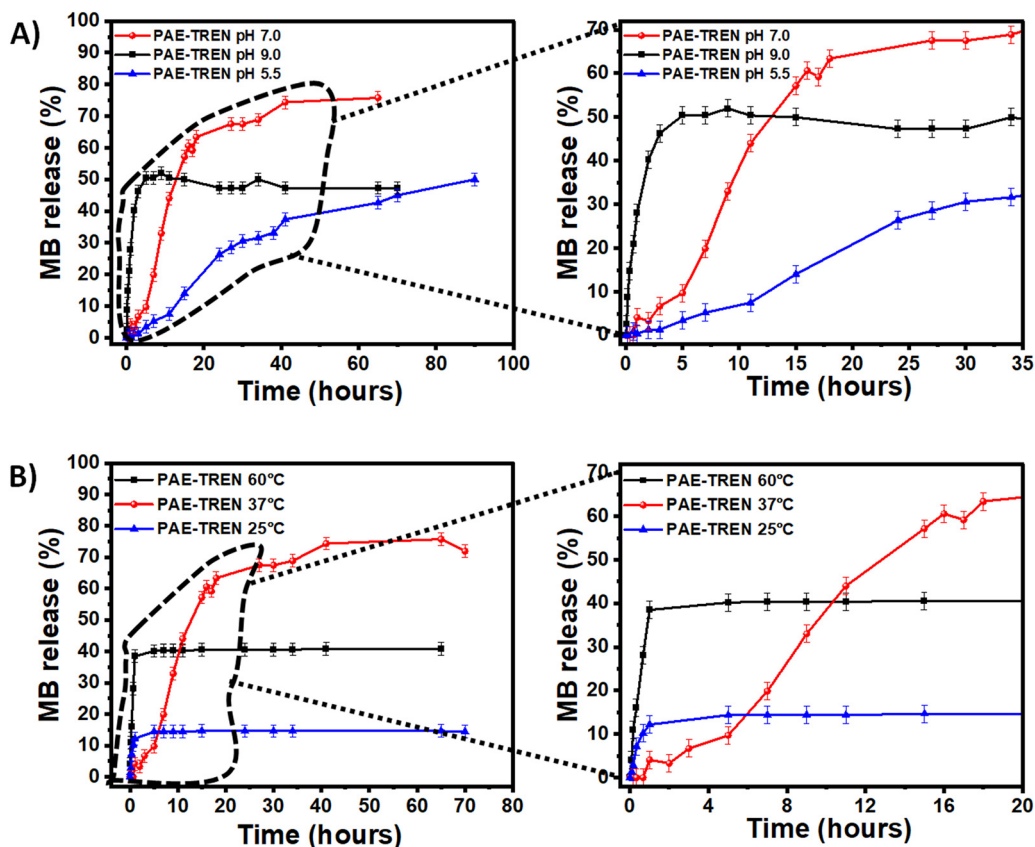 A)
MB release (%)
100
90
80
70
60
50
40
30
20
10
0
PAE-TREN pH 7.0
PAE-TREN pH 9.0
PAE-TREN pH 5.5
0 20 40 60 80 100
Time (hours)
MB release (%)
70
60
50
40
30
20
10
0
PAE-TREN pH 7.0
PAE-TREN pH 9.0
PAE-TREN pH 5.5
0 5 10 15 20 25 30 35
Time (hours)
B)
MB release (%)
100
90
80
70
60
50
40
30
20
10
0
PAE-TREN 60ºC
PAE-TREN 37ºC
PAE-TREN 25ºC
0 10 20 30 40 50 60 70 80
Time (hours)
MB release (%)
70
60
50
40
30
20
10
0
PAE-TREN 60ºC
PAE-TREN 37ºC
PAE-TREN 25ºC
0 4 8 12 16 20
Time (hours)